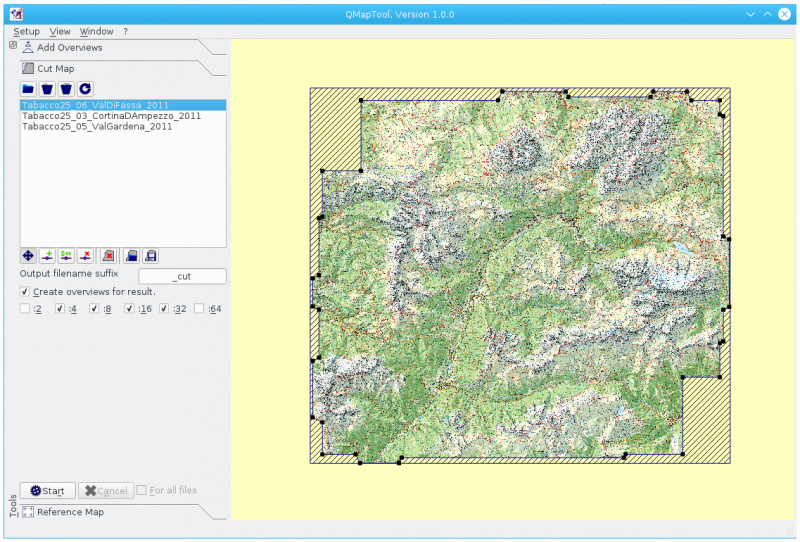 QMapTool, Version 1.0.0
Setup View Window ?
Add Overviews
Cut Map
Tabacco25_06_ValDiFassa_2011
Tabacco25_03_CortinaDAmpezzo_2011
Tabacco25_05_ValGardena_2011
Output filename suffix _cut
Create overviews for result.
:2 :4 :8 :16 :32 :64
Start Cancel For all files
Tools
Reference Map